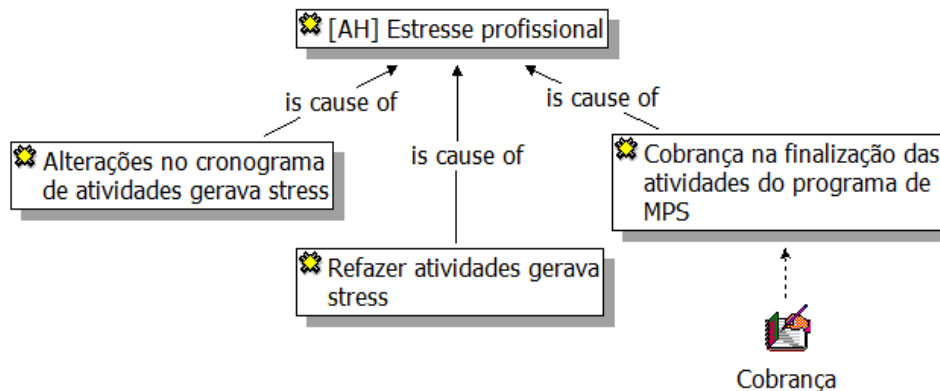 [AH] Estresse profissional
is cause of
is cause of
is cause of
Alterações no cronograma
de atividades gerava stress
Cobrança na finalização das
atividades do programa de
MPS
Refazer atividades gerava
stress
Cobrança